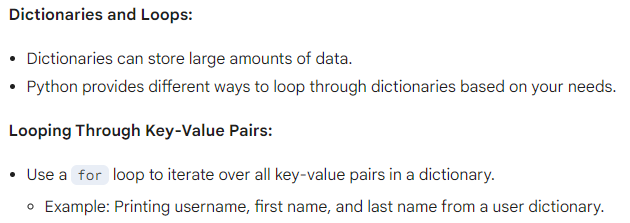 Dictionaries and Loops:
• Dictionaries can store large amounts of data.
• Python provides different ways to loop through dictionaries based on your needs.
Looping Through Key-Value Pairs:
• Use a for loop to iterate over all key-value pairs in a dictionary.
○ Example: Printing username, first name, and last name from a user dictionary.